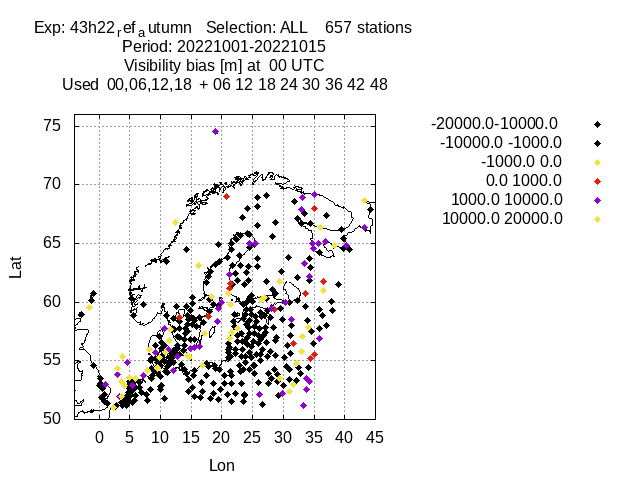 Exp: 43h22refautumn Selection: ALL 657 stations
Period: 20221001-20221015
Visibility bias [m] at 00 UTC
Used 00,06,12,18 + 06 12 18 24 30 36 42 48
-20000.0-10000.0
-10000.0 -1000.0
-1000.0 0.0
0.0 1000.0
1000.0 10000.0
10000.0 20000.0
75
70
65
60
55
50
Lat
0 5 10 15 20 25 30 35 40 45
Lon